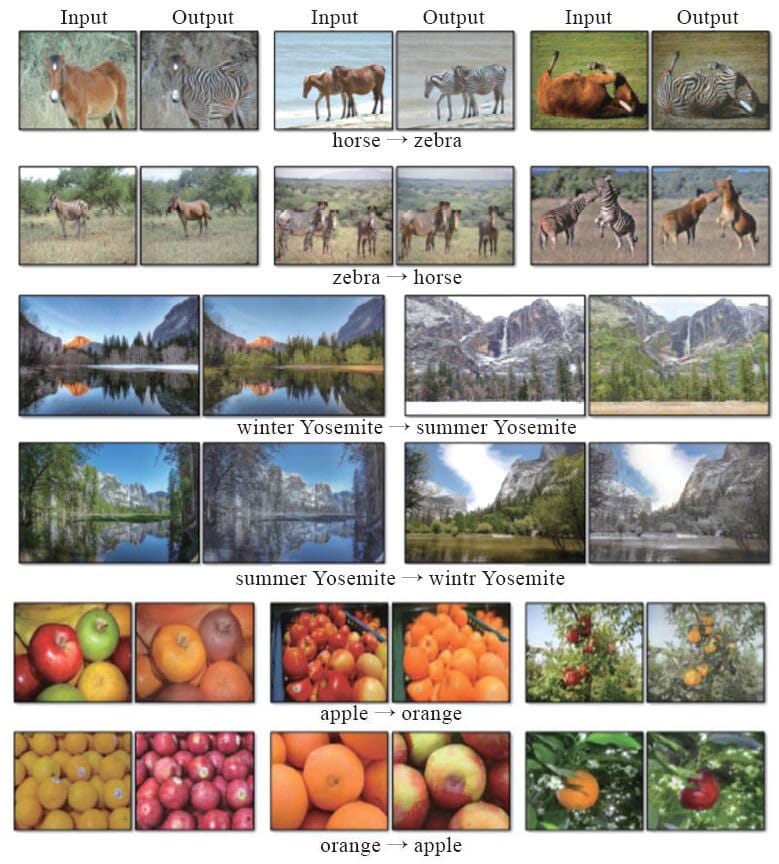 Input Output Input Output Input Output
horse → zebra
zebra → horse
winter Yosemite → summer Yosemite
summer Yosemite → wintr Yosemite
apple → orange
orange → apple